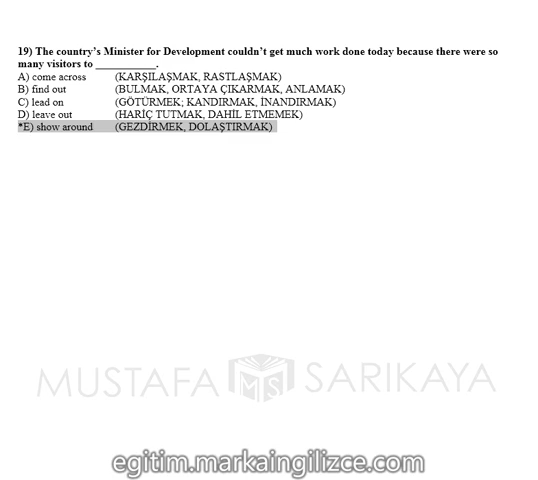 19) The country's Minister for Development couldn't get much work done today because there were so
many visitors to ____________.
A) come across (KARŞILAŞMAK, RASTLAŞMAK)
B) find out (BULMAK, ORTAYA ÇIKARMAK, ANLAMAK)
C) lead on (GÖTÜRMEK; KANDIRMAK, İNANDIRMAK)
D) leave out (HARİÇ TUTMAK, DAHİL ETMEMEK)
*E) show around (GEZDİRMEK, DOLAŞTIRMAK)
MUSTAFA MS SARIKAYA
egitim.markaingilizce.com